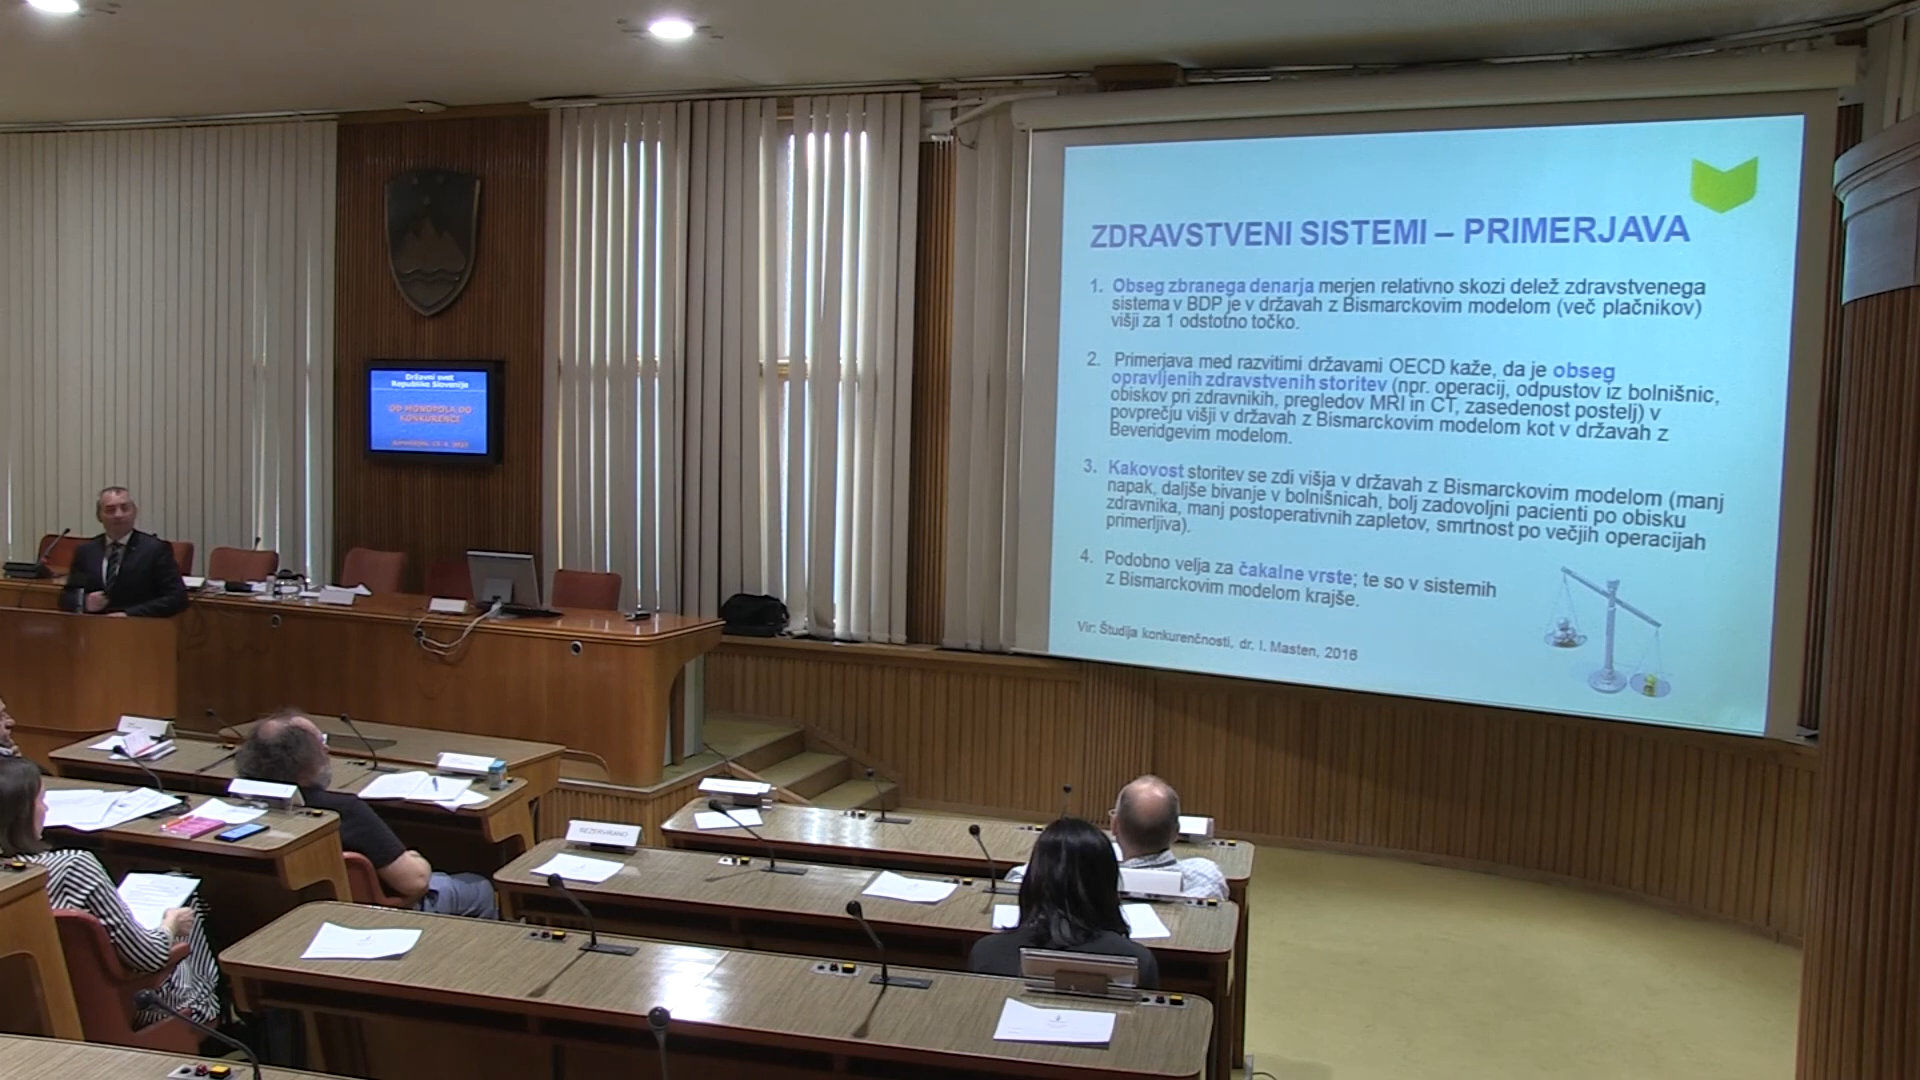 Državni svet
Republike Slovenije
OD MONOPOLA DO
KONKURENCE
ZDRAVSTVENI SISTEMI – PRIMERJAVA
1. Obseg zbranega denarja merjen relativno skozi delež zdravstvenega
sistema v BDP je v državah z Bismarckovim modelom (več plačnikov)
višji za 1 odstotno točko.
2. Primerjava med razvitimi državami OECD kaže, da je obseg
opravljenih zdravstvenih storitev (npr. operacij, odpustov iz bolnišnic,
obiskov pri zdravnikih, pregledov MRI in CT, zasedenost postelj) v
povprečju višji v državah z Bismarckovim modelom kot v državah z
Beveridgevim modelom.
3. Kakovost storitev se zdi višja v državah z Bismarckovim modelom (manj
napak, daljše bivanje v bolnišnicah, bolj zadovoljni pacienti po obisku
zdravnika, manj postoperativnih zapletov, smrtnost po večjih operacijah
primerljiva).
4. Podobno velja za čakalne vrste; te so v sistemih
z Bismarckovim modelom krajše.
Vir: Študija konkurenčnosti, dr. I. Masten, 2016
REZERVIRANO